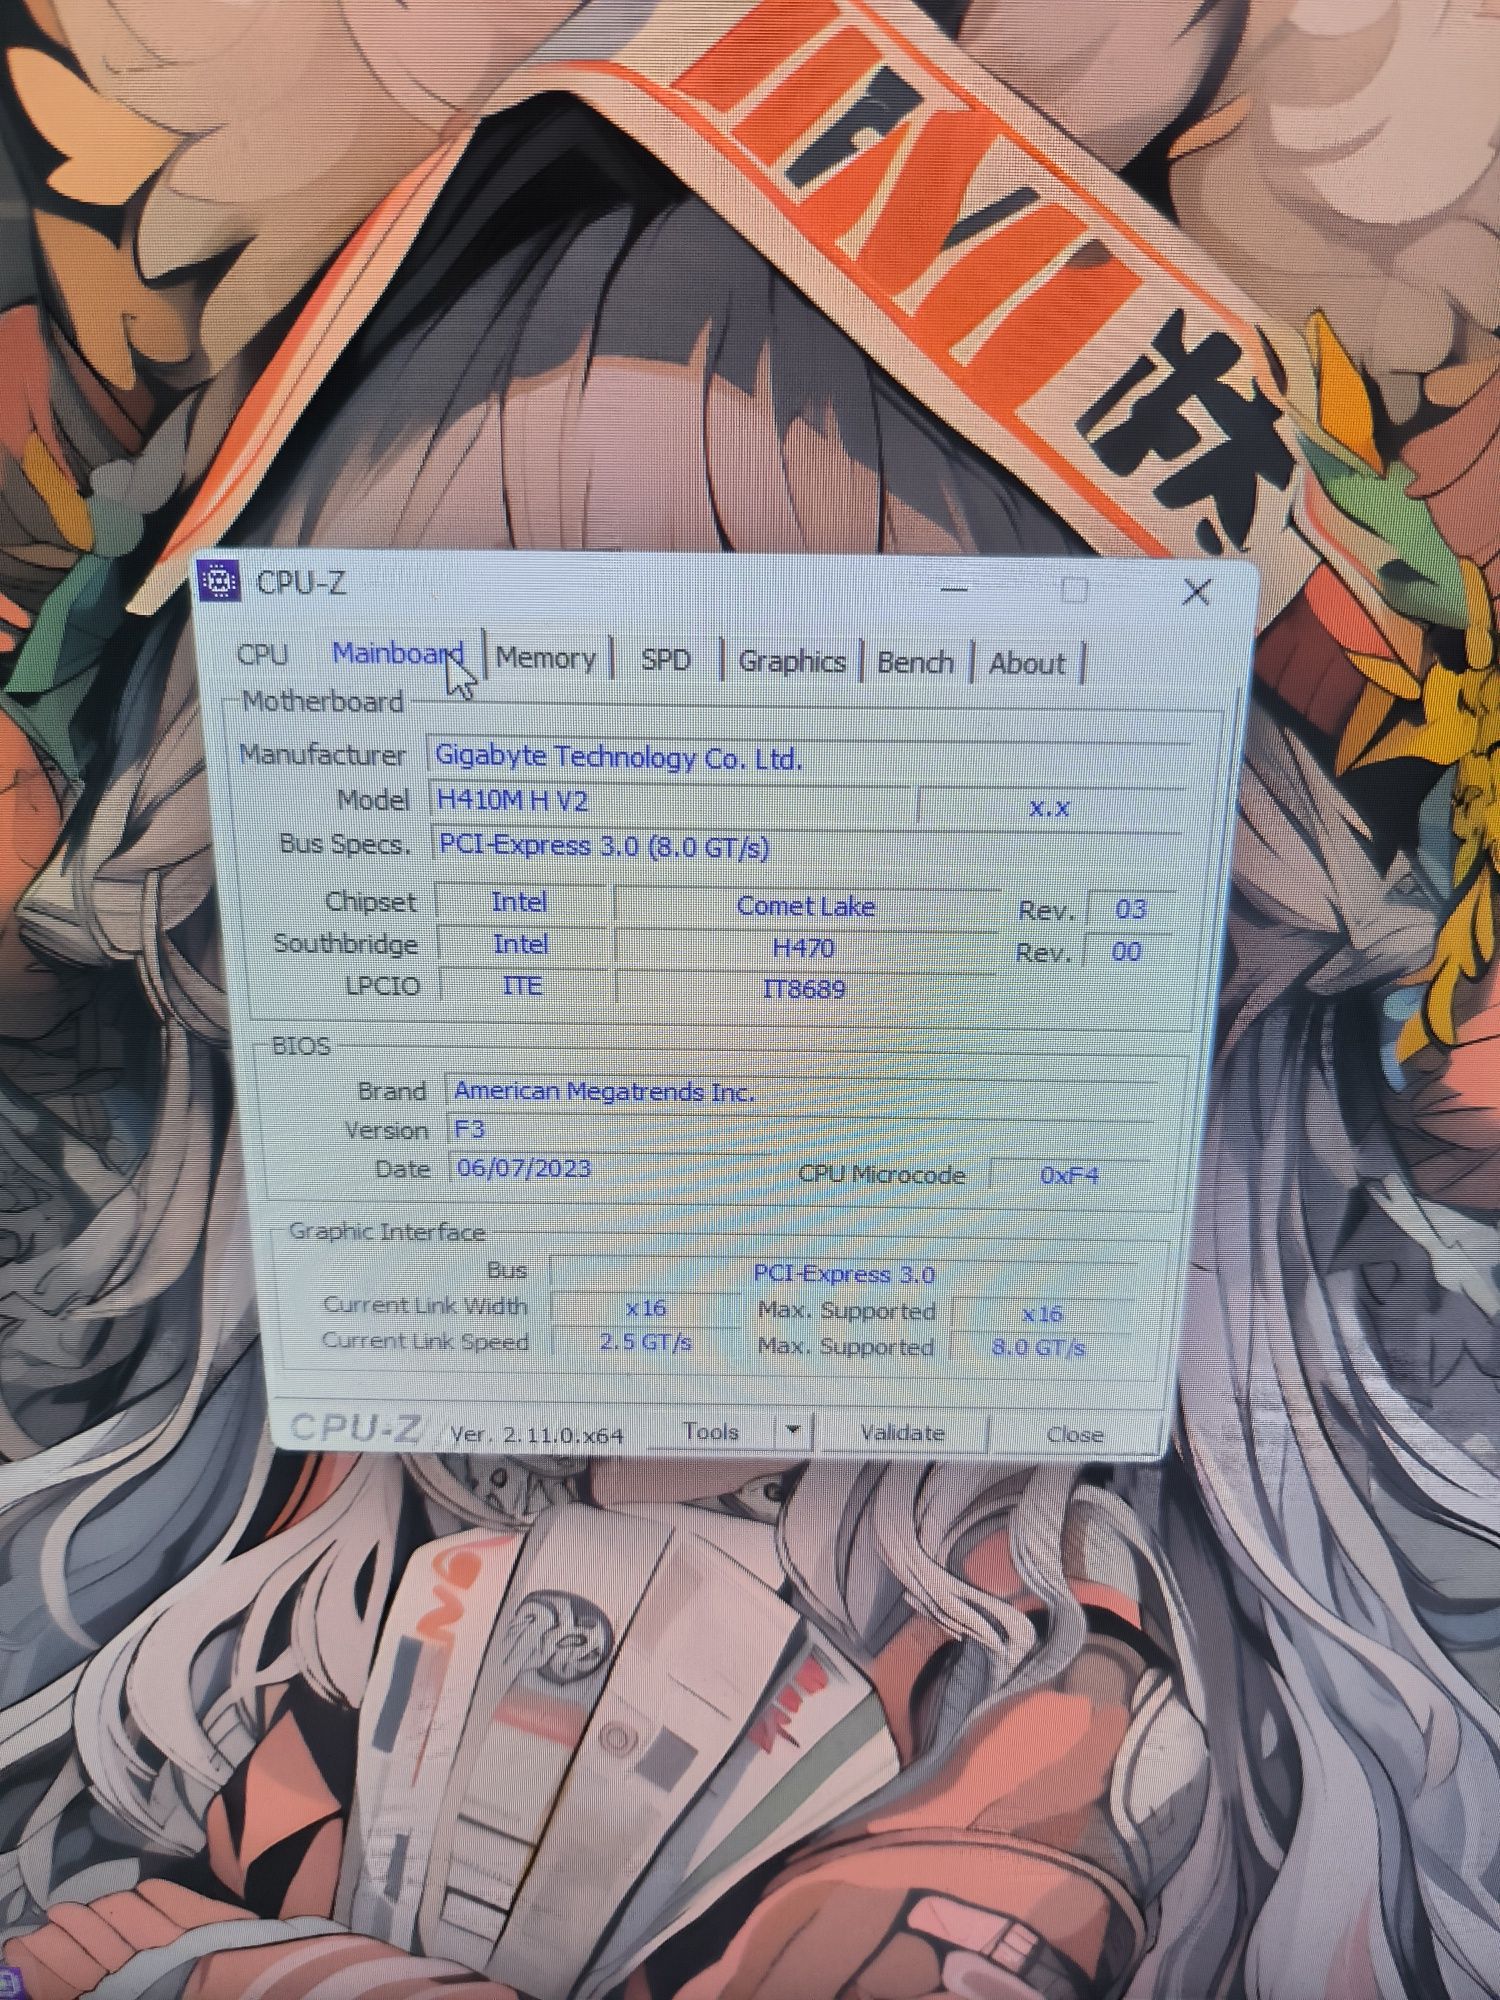 CPU-Z
CPU Mainboard Memory SPD Graphics Bench About
Motherboard
Manufacturer Gigabyte Technology Co. Ltd.
Model H410M H V2 x.x
Bus Specs. PCI-Express 3.0 (8.0 GT/s)
Chipset Intel Comet Lake Rev. 03
Southbridge Intel H470 Rev. 00
LPCIO ITE IT8689
BIOS
Brand American Megatrends Inc.
Version F3
Date 06/07/2023 CPU Microcode 0xF4
Graphic Interface
Bus PCI-Express 3.0
Current Link Width x16 Max. Supported x16
Current Link Speed 2.5 GT/s Max. Supported 8.0 GT/s
CPU-Z Ver. 2.11.0.x64 Tools Validate Close